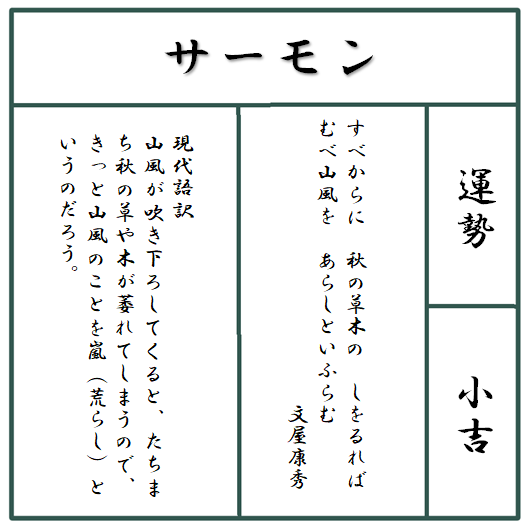 サーモン
運勢
小吉
すべからに　秋の草木の　しをるれば
むべ山風を　あらしといふらむ
文屋康秀
現代語訳
山風が吹き下ろしてくると、たちま
ち秋の草や木が萎れてしまうので、
きっと山風のことを嵐（荒らし）と
いうのだろう。